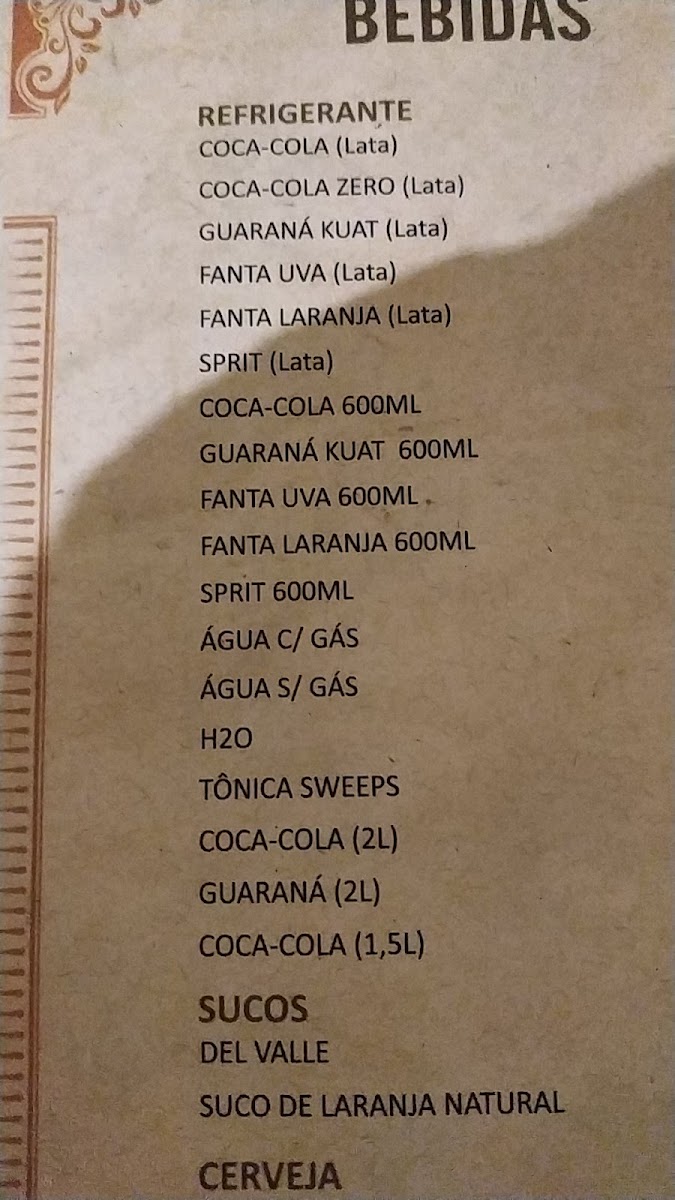 BEBIDAS
REFRIGERANTE
COCA-COLA (Lata)
COCA-COLA ZERO (Lata)
GUARANÁ KUAT (Lata)
FANTA UVA (Lata)
FANTA LARANJA (Lata)
SPRIT (Lata)
COCA-COLA 600ML
GUARANÁ KUAT 600ML
FANTA UVA 600ML
FANTA LARANJA 600ML
SPRIT 600ML
ÁGUA C/ GÁS
ÁGUA S/ GÁS
H2O
TÔNICA SWEEPS
COCA-COLA (2L)
GUARANÁ (2L)
COCA-COLA (1,5L)
SUCOS
DEL VALLE
SUCO DE LARANJA NATURAL
CERVEJA